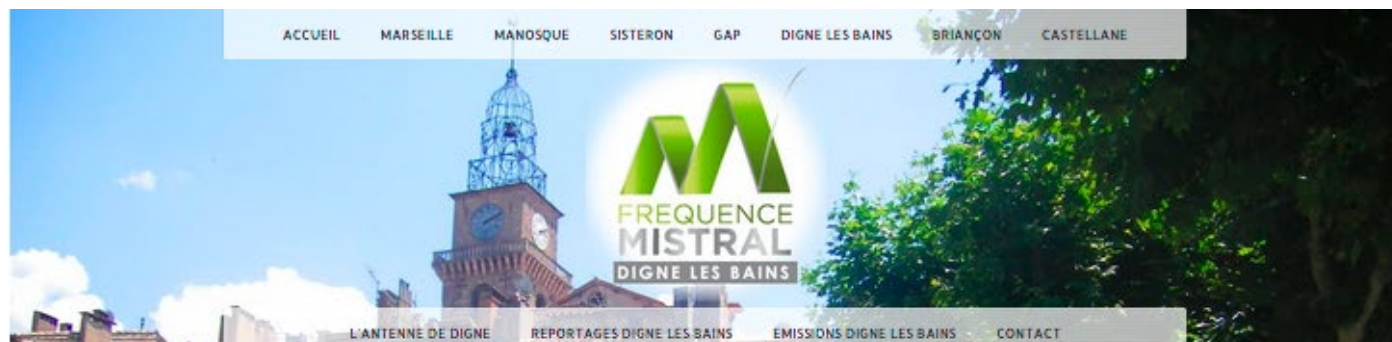 ACCUEIL MARSEILLE MANOSQUE SISTERON GAP DIGNE LES BAINS BRIANÇON CASTELLANE
FREQUENCE
MISTRAL
DIGNE LES BAINS
L'ANTENNE DE DIGNE REPORTAGES DIGNE LES BAINS EMISSIONS DIGNE LES BAINS CONTACT